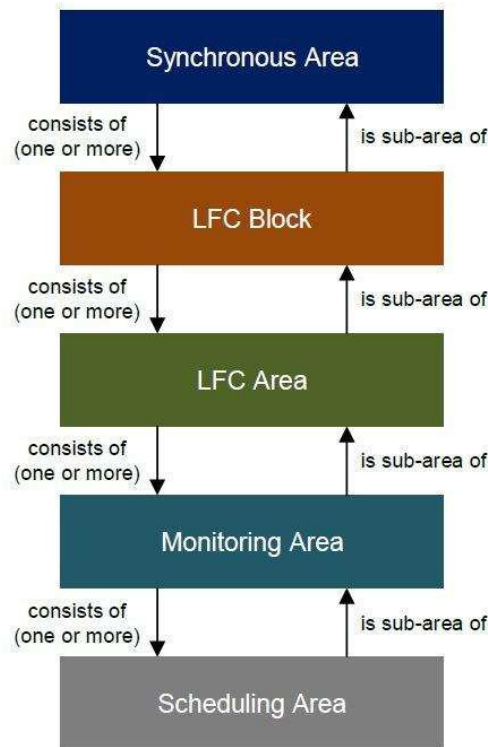 Synchronous Area
consists of
(one or more)
is sub-area of
LFC Block
consists of
(one or more)
is sub-area of
LFC Area
consists of
(one or more)
is sub-area of
Monitoring Area
consists of
(one or more)
is sub-area of
Scheduling Area